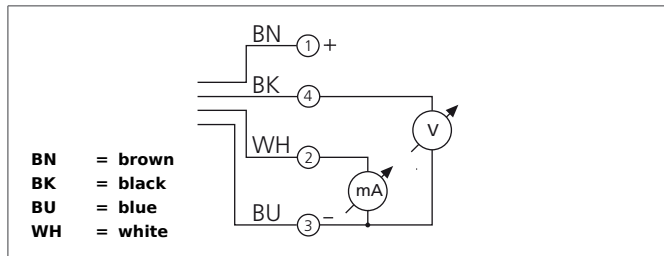 BN 1 +
BK 4
V
WH 2
mA
BU 3 –
BN = brown
BK = black
BU = blue
WH = white